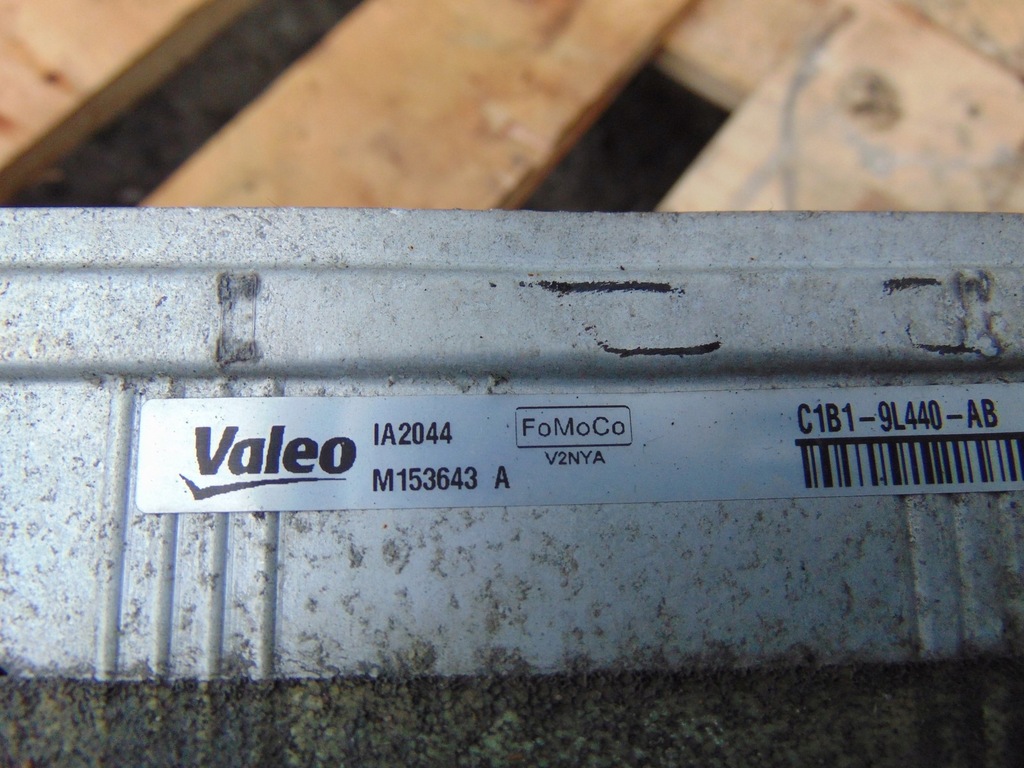 Valeo
IA2044
M153643 A
FoMoCo
V2NYA
C1B1-9L440-AB